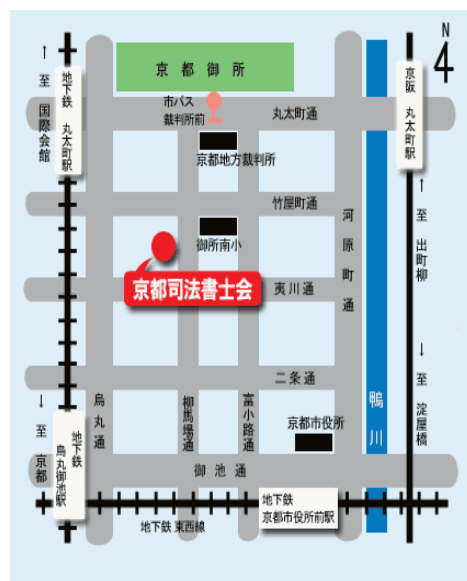 N
4
↑至 国際会館
地下鉄 丸太町駅
京都御所
市バス
裁判所前
丸太町通
京阪 丸太町駅
京都地方裁判所
竹屋町通
河原町通
御所南小
↑至 出町柳
京都司法書士会
夷川通
二条通
↓至 淀屋橋
烏丸通
柳馬場通
富小路通
京都市役所
鴨川
↓至 京都
地下鉄
烏丸御池駅
御池通
地下鉄
京都市役所前駅
地下鉄 東西線